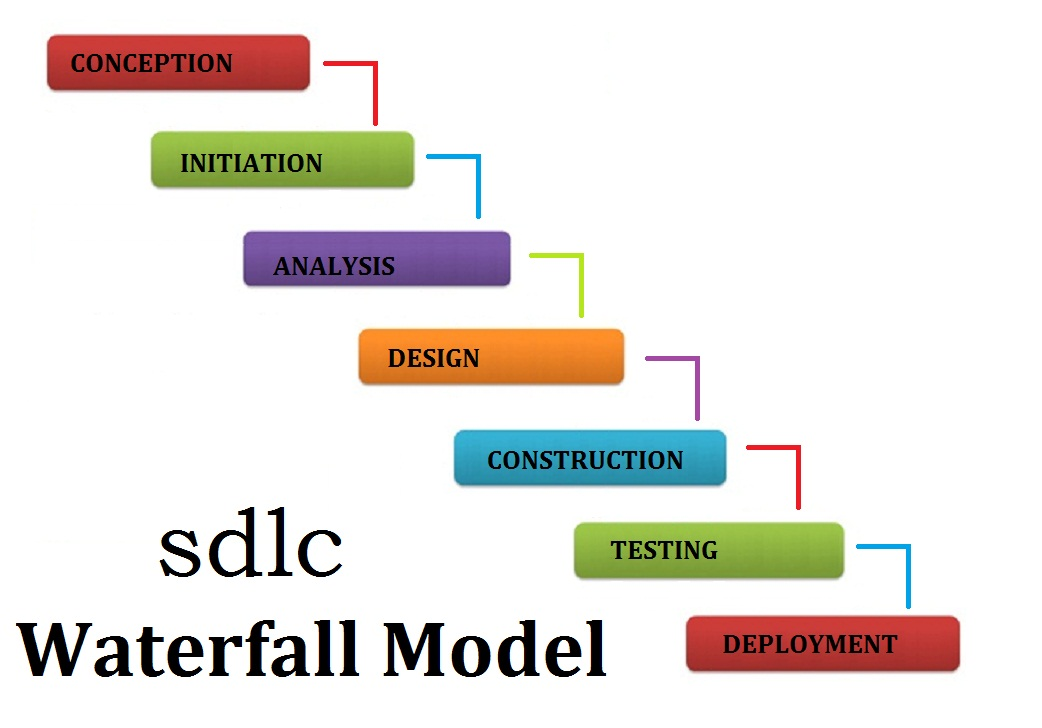 CONCEPTION
INITIATION
ANALYSIS
DESIGN
CONSTRUCTION
TESTING
DEPLOYMENT
sdlc
Waterfall Model